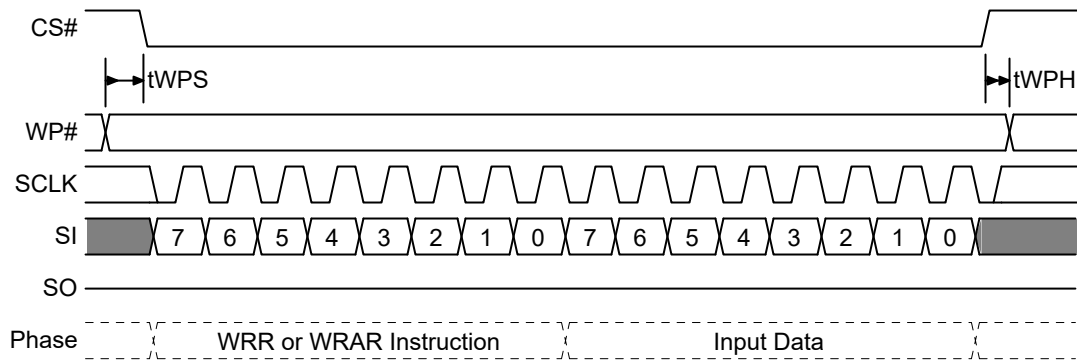 CS#
tWPS tWPH
WP#
SCLK
SI 7 6 5 4 3 2 1 0 7 6 5 4 3 2 1 0
SO
Phase WRR or WRAR Instruction Input Data